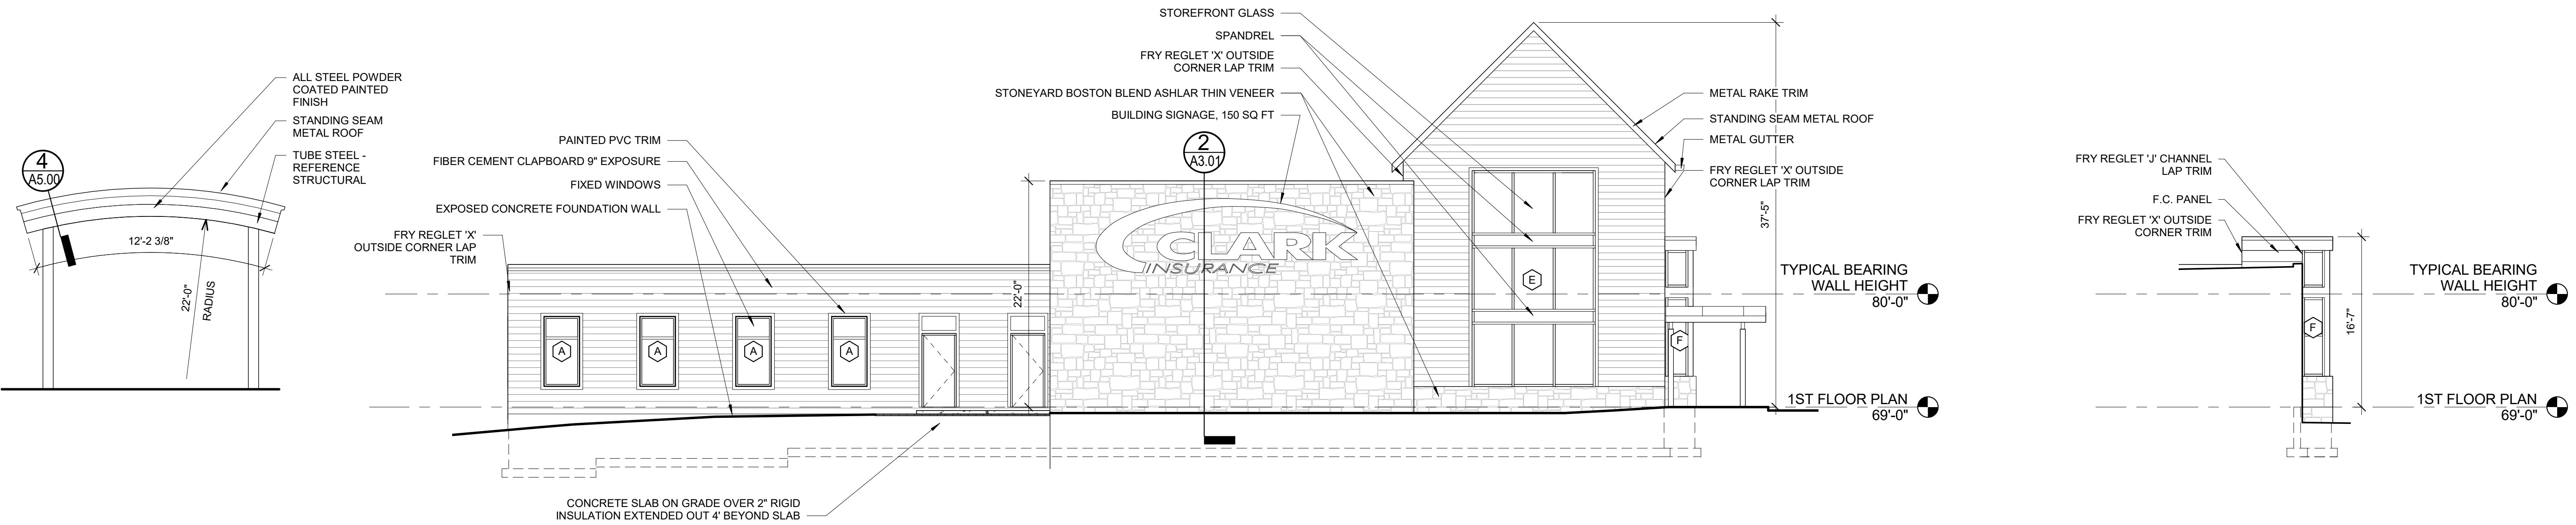 ALL STEEL POWDER
COATED PAINTED
FINISH
STANDING SEAM
METAL ROOF
TUBE STEEL -
REFERENCE
STRUCTURAL
4
A5.00
12'-2 3/8"
22'-0"
RADIUS
PAINTED PVC TRIM
FIBER CEMENT CLAPBOARD 9" EXPOSURE
FIXED WINDOWS
EXPOSED CONCRETE FOUNDATION WALL
FRY REGLET 'X'
OUTSIDE CORNER LAP
TRIM
A
A
A
A
CONCRETE SLAB ON GRADE OVER 2" RIGID
INSULATION EXTENDED OUT 4' BEYOND SLAB
STOREFRONT GLASS
SPANDREL
FRY REGLET 'X' OUTSIDE
CORNER LAP TRIM
STONEYARD BOSTON BLEND ASHLAR THIN VENEER
BUILDING SIGNAGE, 150 SQ FT
2
A3.01
22'-0"
CLARK
INSURANCE
E
F
METAL RAKE TRIM
STANDING SEAM METAL ROOF
METAL GUTTER
FRY REGLET 'X' OUTSIDE
CORNER LAP TRIM
37'-5"
TYPICAL BEARING
WALL HEIGHT
80'-0"
1ST FLOOR PLAN
69'-0"
FRY REGLET 'J' CHANNEL
LAP TRIM
F.C. PANEL
FRY REGLET 'X' OUTSIDE
CORNER TRIM
F
16'-7"
TYPICAL BEARING
WALL HEIGHT
80'-0"
1ST FLOOR PLAN
69'-0"